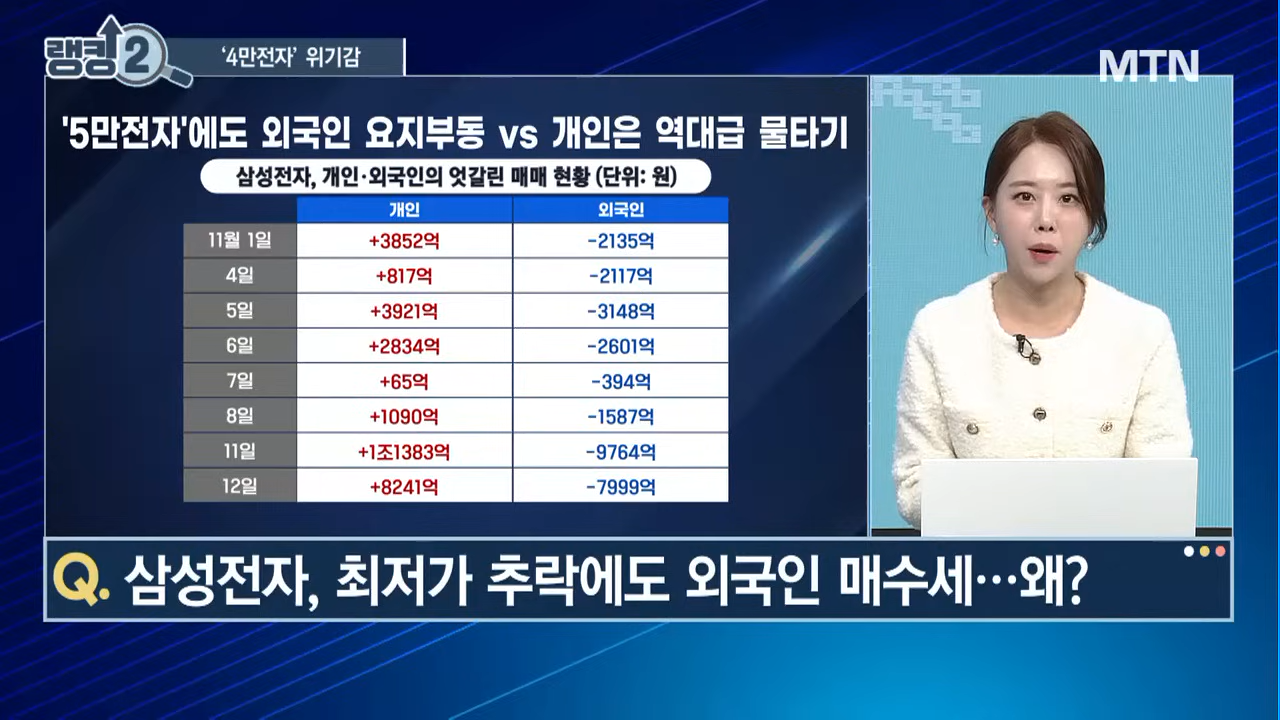 랭킹2
'4만전자' 위기감
MTN
'5만전자'에도 외국인 요지부동 vs 개인은 역대급 물타기
삼성전자, 개인·외국인의 엇갈린 매매 현황 (단위: 원)
개인 외국인
11월 1일 +3852억 -2135억
4일 +817억 -2117억
5일 +3921억 -3148억
6일 +2834억 -2601억
7일 +65억 -394억
8일 +1090억 -1587억
11일 +1조1383억 -9764억
12일 +8241억 -7999억
Q. 삼성전자, 최저가 추락에도 외국인 매수세…왜?